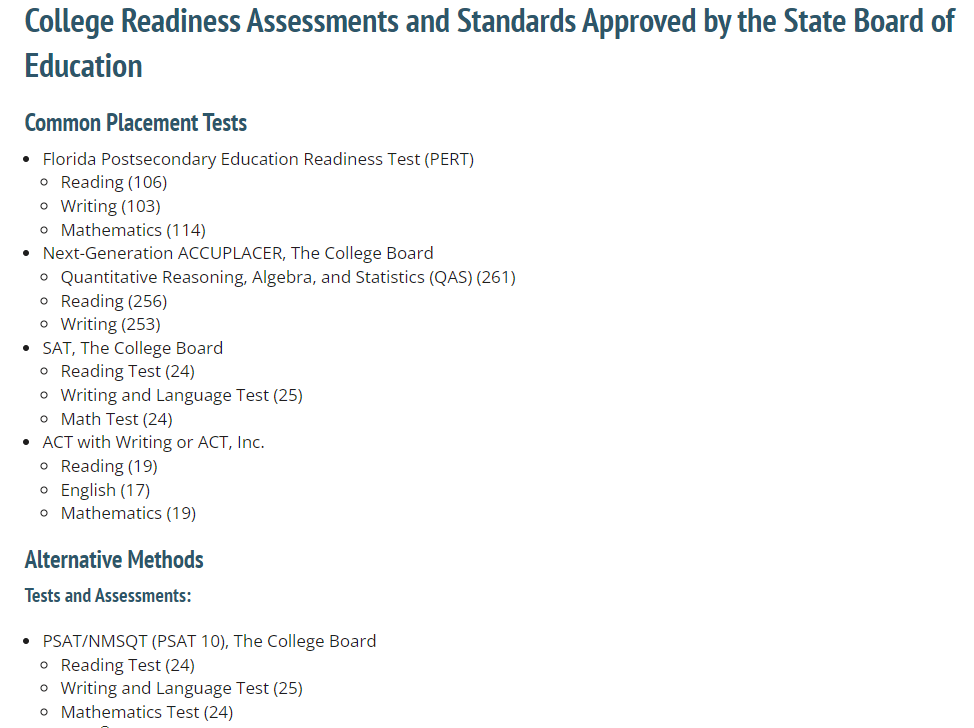 College Readiness Assessments and Standards Approved by the State Board of
Education
Common Placement Tests
Florida Postsecondary Education Readiness Test (PERT)
Reading (106)
Writing (103)
Mathematics (114)
Next-Generation ACCUPLACER, The College Board
Quantitative Reasoning, Algebra, and Statistics (QAS) (261)
Reading (256)
Writing (253)
SAT, The College Board
Reading Test (24)
Writing and Language Test (25)
Math Test (24)
ACT with Writing or ACT, Inc.
Reading (19)
English (17)
Mathematics (19)
Alternative Methods
Tests and Assessments:
PSAT/NMSQT (PSAT 10), The College Board
Reading Test (24)
Writing and Language Test (25)
Mathematics Test (24)